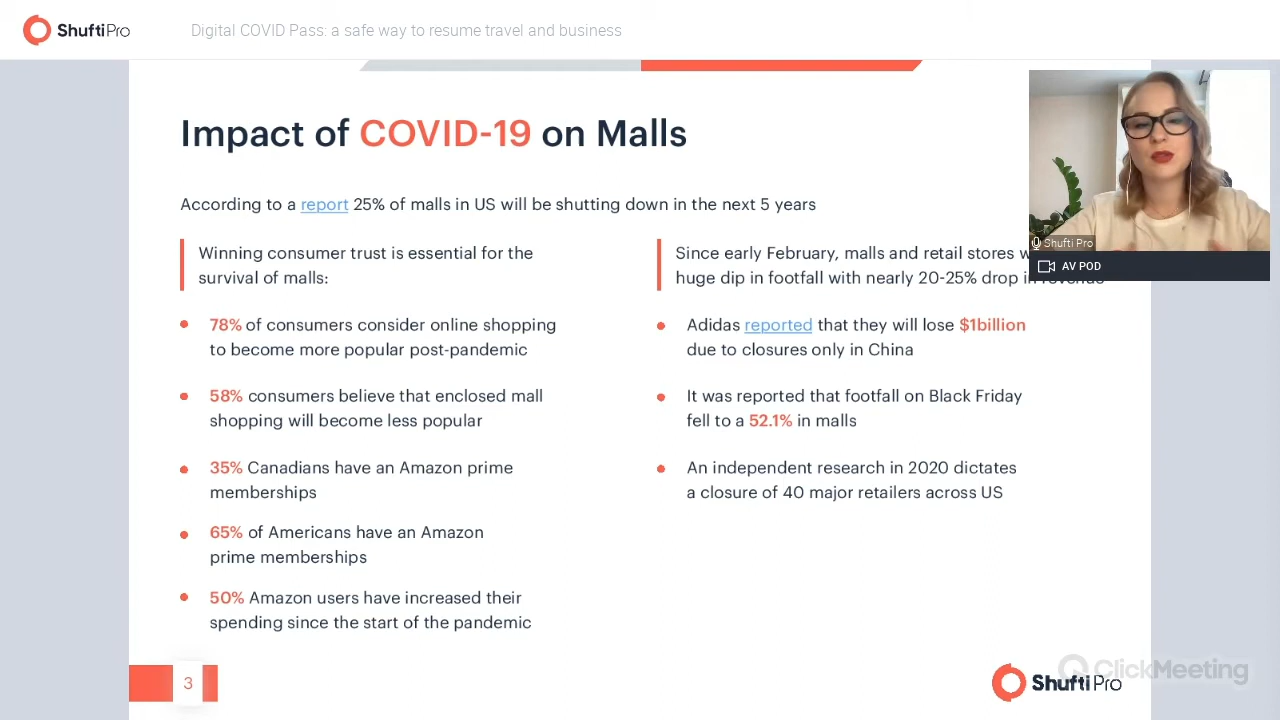 ShuftiPro
Digital COVID Pass: a safe way to resume travel and business
Impact of COVID-19 on Malls
According to a report 25% of malls in US will be shutting down in the next 5 years
Winning consumer trust is essential for the
survival of malls:
78% of consumers consider online shopping
to become more popular post-pandemic
58% consumers believe that enclosed mall
shopping will become less popular
35% Canadians have an Amazon prime
memberships
65% of Americans have an Amazon
prime memberships
50% Amazon users have increased their
spending since the start of the pandemic
Since early February, malls and retail stores
huge dip in footfall with nearly 20-25% drop in revenue
Adidas reported that they will lose $1billion
due to closures only in China
It was reported that footfall on Black Friday
fell to a 52.1% in malls
An independent research in 2020 dictates
a closure of 40 major retailers across US
Shufti Pro
AV POD
3
ShuftiPro
ClickMeeting